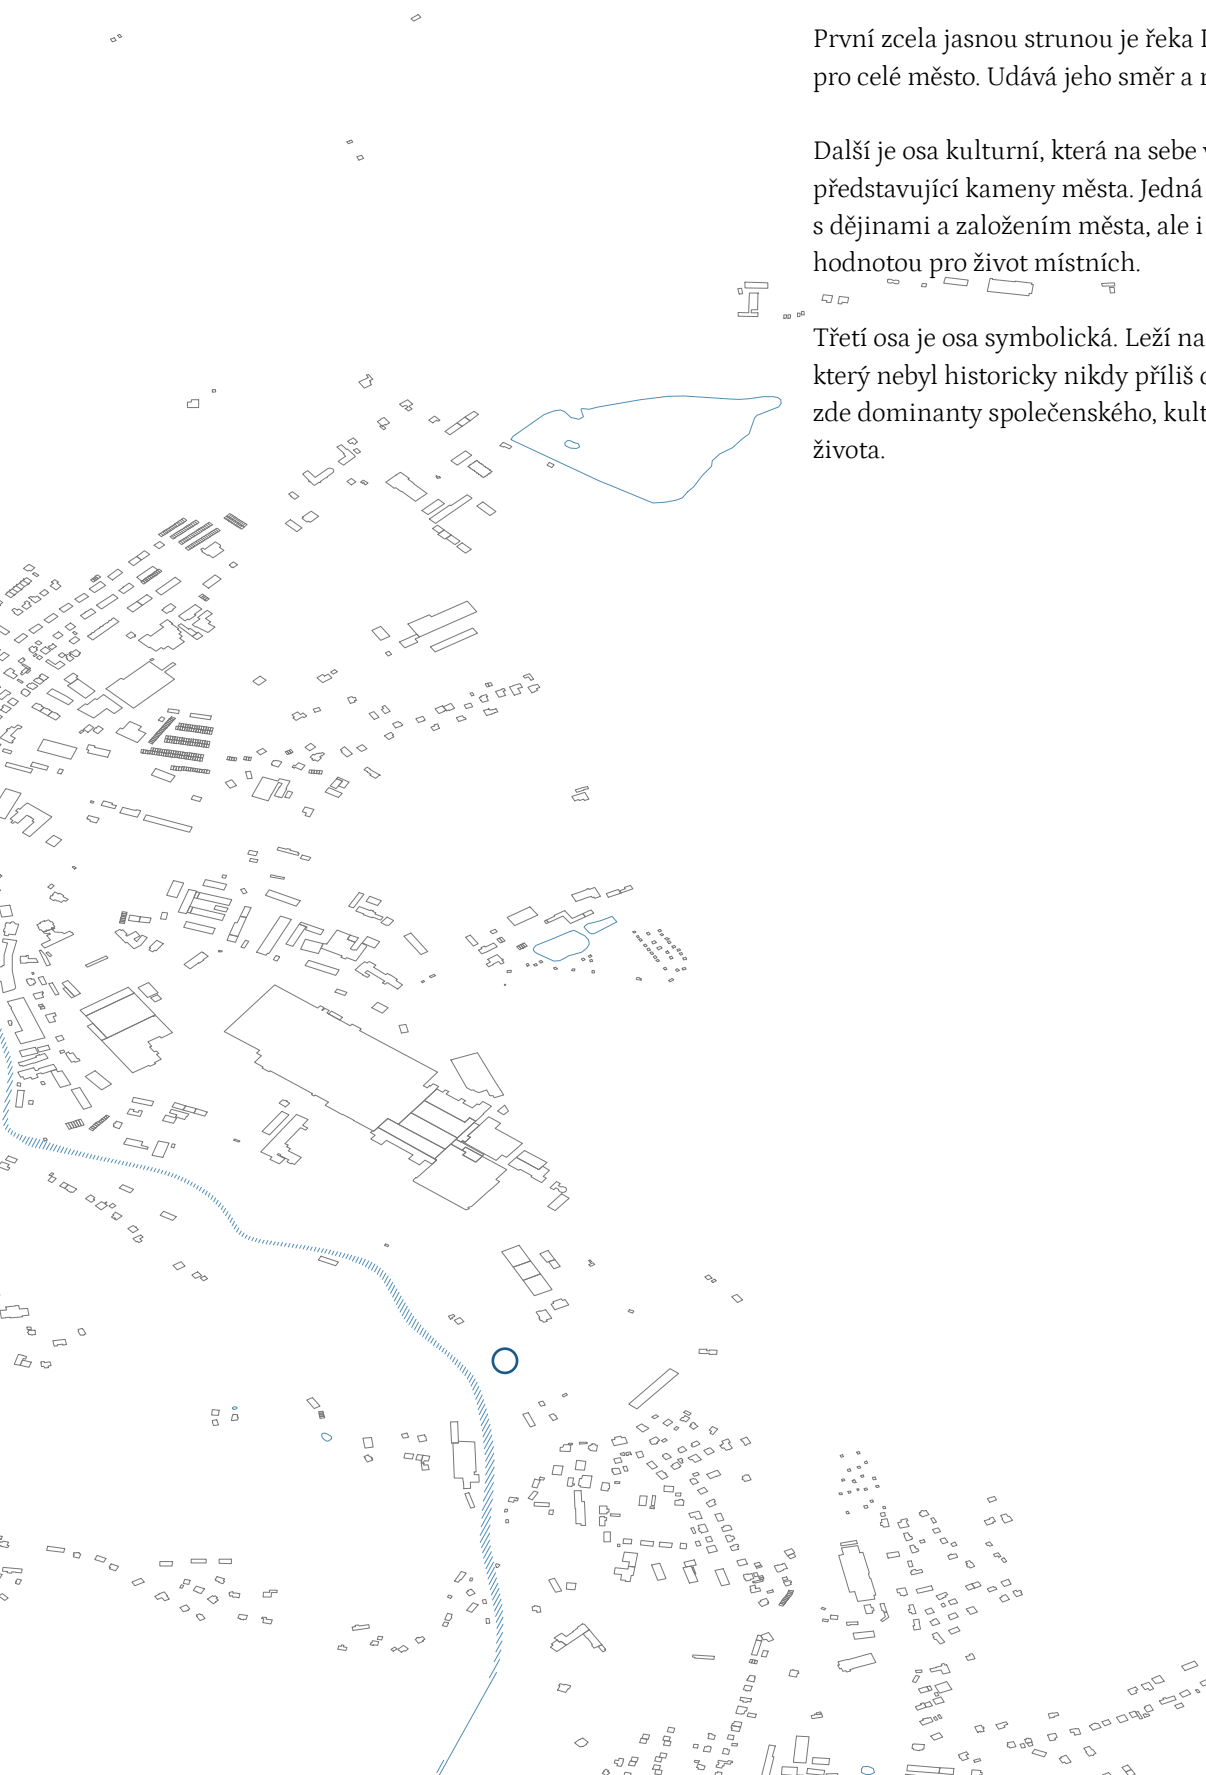 První zcela jasnou strunou je řeka
pro celé město. Udává jeho směr a
Další je osa kulturní, která na sebe
představující kameny města. Jedná
s dějinami a založením města, ale i
hodnotou pro život místních.
Třetí osa je osa symbolická. Leží na
který nebyl historicky nikdy příliš
zde dominanty společenského,
života.